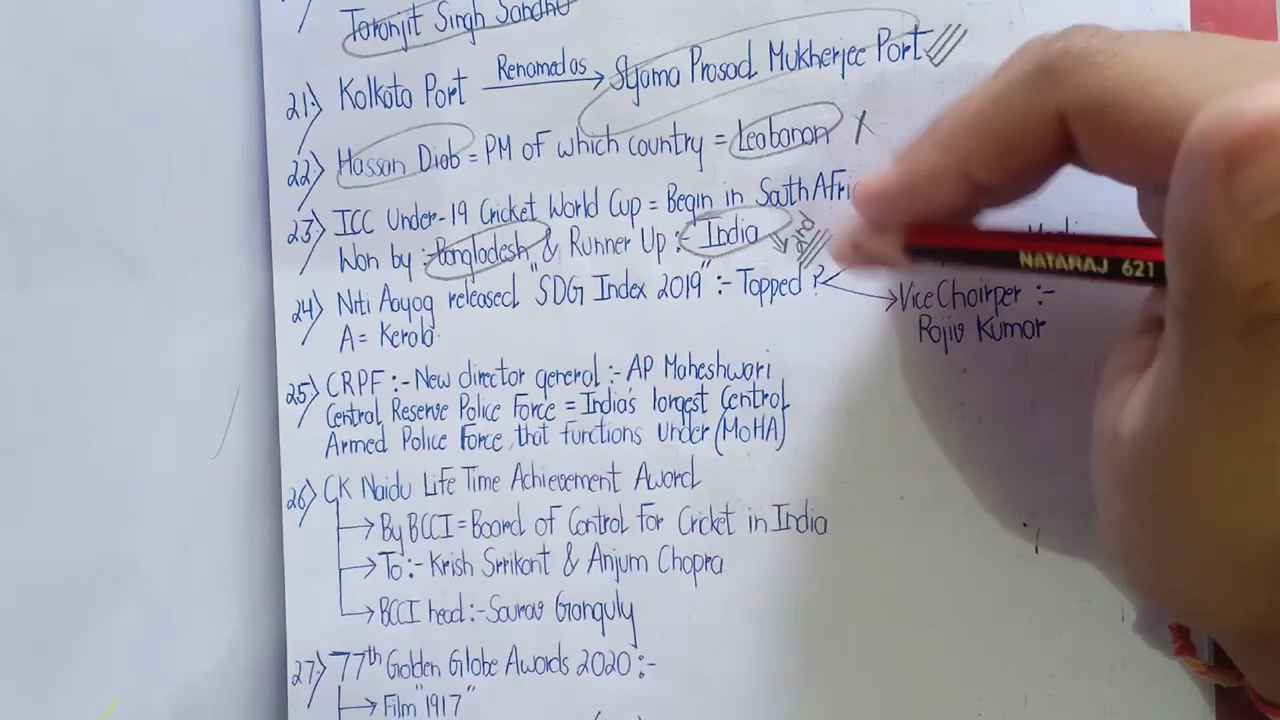 Taranjit Singh Sandhu
21) Kolkata Port Renamed as → Syama Prasad Mukherjee Port
22) Hassan Diab = PM of which country = Leabanon X
23) ICC Under-19 Cricket World Cup = Begin in South Afri
Won by :- Bangladesh & Runner Up :- India 2nd
24) Niti Aayog released "SDG Index 2019" :- Topped ?
A = Kerala
→ Vice Chairper :-
Rajiv Kumar
25) CRPF :- New director general :- AP Maheshwari
Central Reserve Police Force = India's largest Central
Armed Police Force, that functions under (MoHA)
26) CK Naidu Life Time Achievement Award
→ By BCCI = Board of Control for Cricket in India
→ To :- Krish Srrikant & Anjum Chopra
→ BCCI head :- Saurav Ganguly
27) 77th Golden Globe Awards 2020 :-
→ Film "1917"
NATARAJ 621